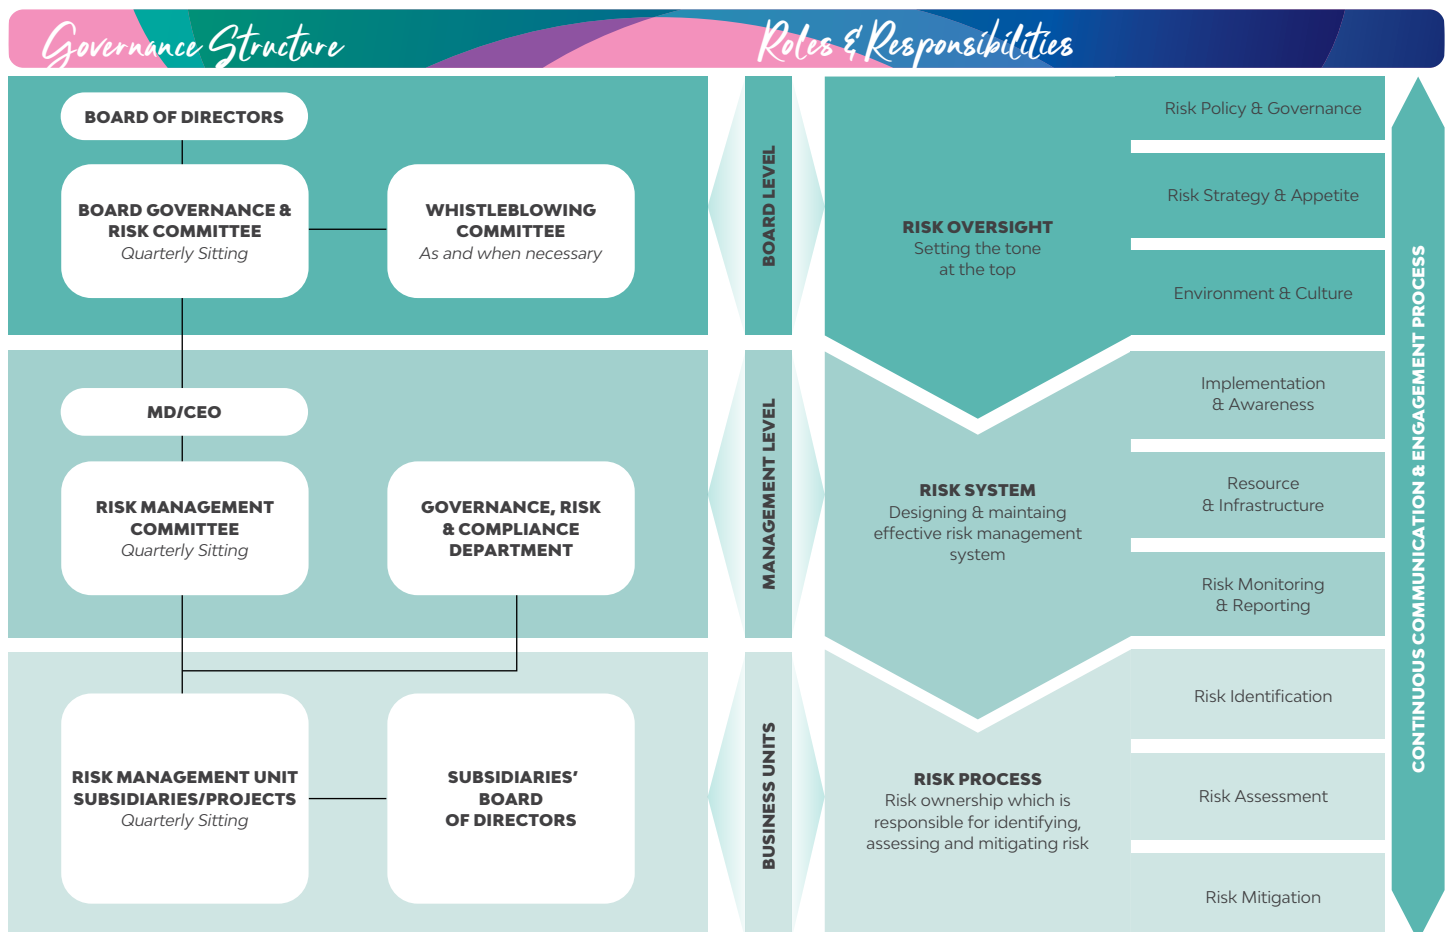 Governance Structure
Roles & Responsibilities
BOARD OF DIRECTORS
BOARD GOVERNANCE &
RISK COMMITTEE
Quarterly Sitting
WHISTLEBLOWING
COMMITTEE
As and when necessary
BOARD LEVEL
RISK OVERSIGHT
Setting the tone
at the top
Risk Policy & Governance
Risk Strategy & Appetite
Environment & Culture
MD/CEO
RISK MANAGEMENT
COMMITTEE
Quarterly Sitting
GOVERNANCE, RISK
& COMPLIANCE
DEPARTMENT
MANAGEMENT LEVEL
RISK SYSTEM
Designing & maintaing
effective risk management
system
Implementation
& Awareness
Resource
& Infrastructure
Risk Monitoring
& Reporting
RISK MANAGEMENT UNIT
SUBSIDIARIES/PROJECTS
Quarterly Sitting
SUBSIDIARIES’
BOARD
OF DIRECTORS
BUSINESS UNITS
RISK PROCESS
Risk ownership which is
responsible for identifying,
assessing and mitigating risk
Risk Identification
Risk Assessment
Risk Mitigation
CONTINUOUS COMMUNICATION & ENGAGEMENT PROCESS